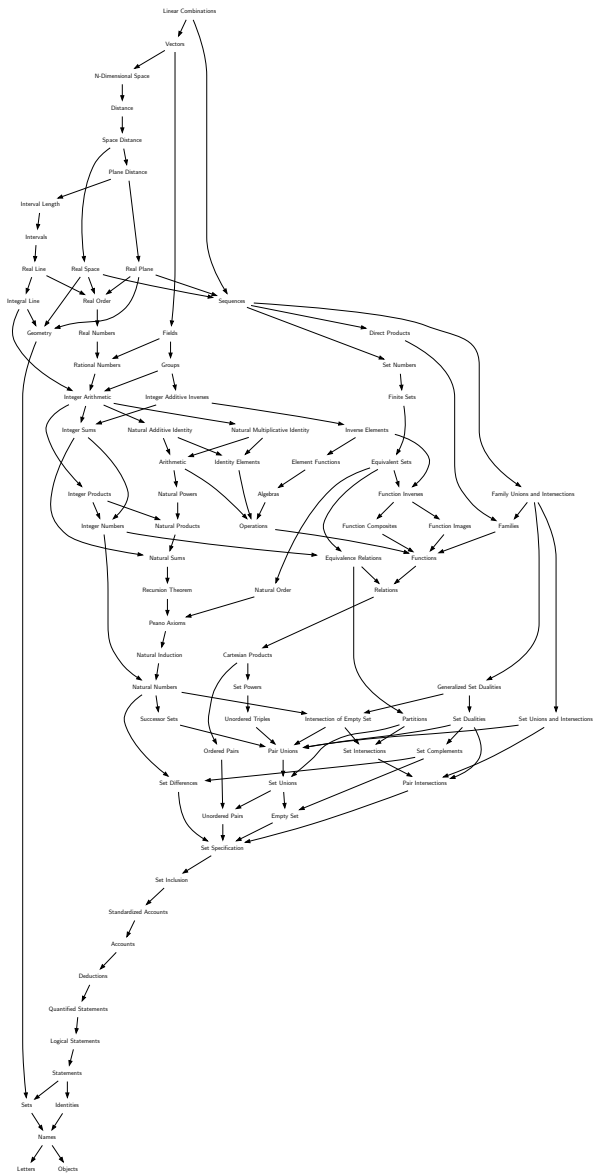 Linear Combinations
Vectors
N-Dimensional Space
Distance
Space Distance
Plane Distance
Interval Length
Intervals
Real Line Real Space Real Plane
Integral Line Real Order Sequences
Geometry Real Numbers Fields Direct Products
Rational Numbers Groups Set Numbers
Integer Arithmetic Integer Additive Inverses Finite Sets
Integer Sums Natural Additive Identity Natural Multiplicative Identity Inverse Elements
Arithmetic Identity Elements Element Functions Equivalent Sets
Integer Products Natural Powers Algebras Function Inverses Family Unions and Intersections
Integer Numbers Natural Products Operations Function Composites Function Images Families
Natural Sums Equivalence Relations Functions
Recursion Theorem Natural Order Relations
Peano Axioms
Natural Induction Cartesian Products
Natural Numbers Set Powers Generalized Set Dualities
Successor Sets Unordered Triples Intersection of Empty Set Partitions Set Dualities Set Unions and Intersections
Ordered Pairs Pair Unions Set Intersections Set Complements
Set Differences Set Unions Pair Intersections
Unordered Pairs Empty Set
Set Specification
Set Inclusion
Standardized Accounts
Accounts
Deductions
Quantified Statements
Logical Statements
Statements
Sets Identities
Names
Letters Objects